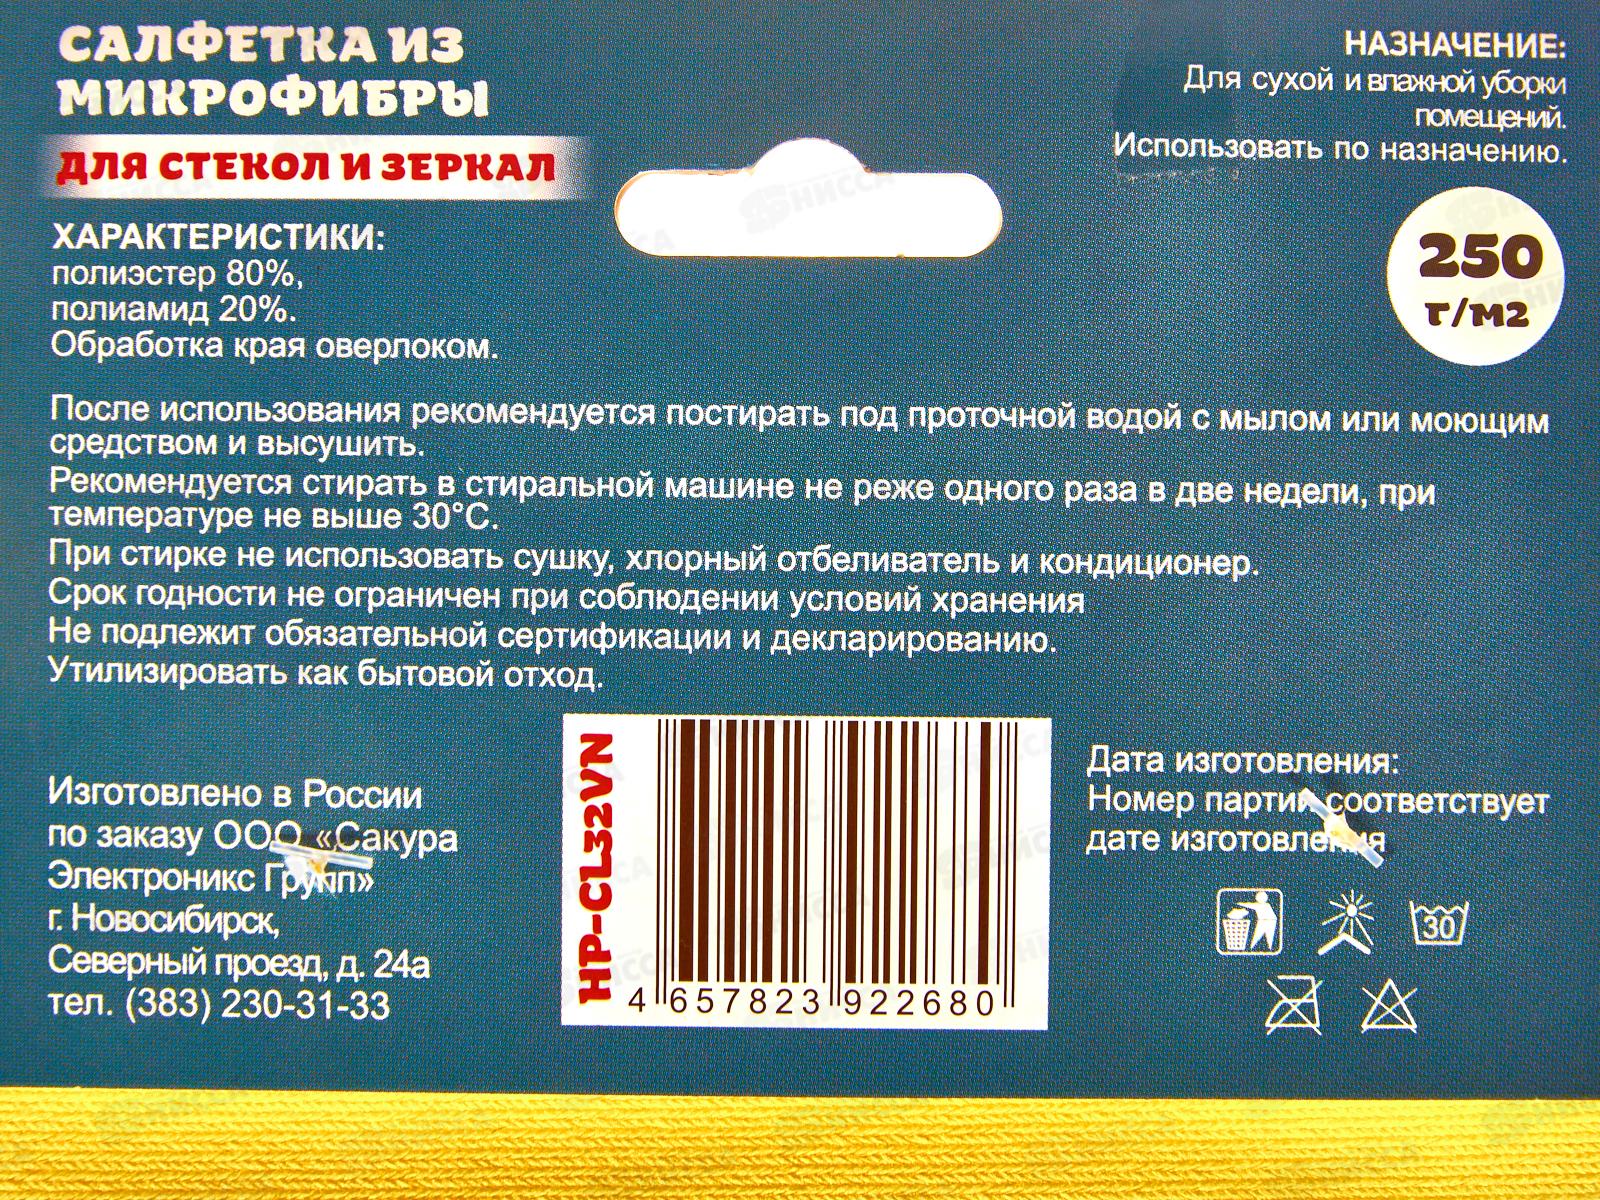 САЛФЕТКА ИЗ
МИКРОФИБРЫ
ДЛЯ СТЕКОЛ И ЗЕРКАЛ
ХАРАКТЕРИСТИКИ:
полиэстер 80%,
полиамид 20%.
Обработка края оверлоком.
НАЗНАЧЕНИЕ:
Для сухой и влажной уборки
помещений.
Использовать по назначению.
250
г/м2
После использования рекомендуется постирать под проточной водой с мылом или моющим
средством и высушить.
Рекомендуется стирать в стиральной машине не реже одного раза в две недели, при
температуре не выше 30°С.
При стирке не использовать сушку, хлорный отбеливатель и кондиционер.
Срок годности не ограничен при соблюдении условий хранения
Не подлежит обязательной сертификации и декларированию.
Утилизировать как бытовой отход.
Изготовлено в России
по заказу ООО «Сакура
Электроникс Групп»
г. Новосибирск,
Северный проезд, д. 24а
тел. (383) 230-31-33
HP-CL32VN
4 657823 922680
Дата изготовления:
Номер партии соответствует
дате изготовления
30
НИССА